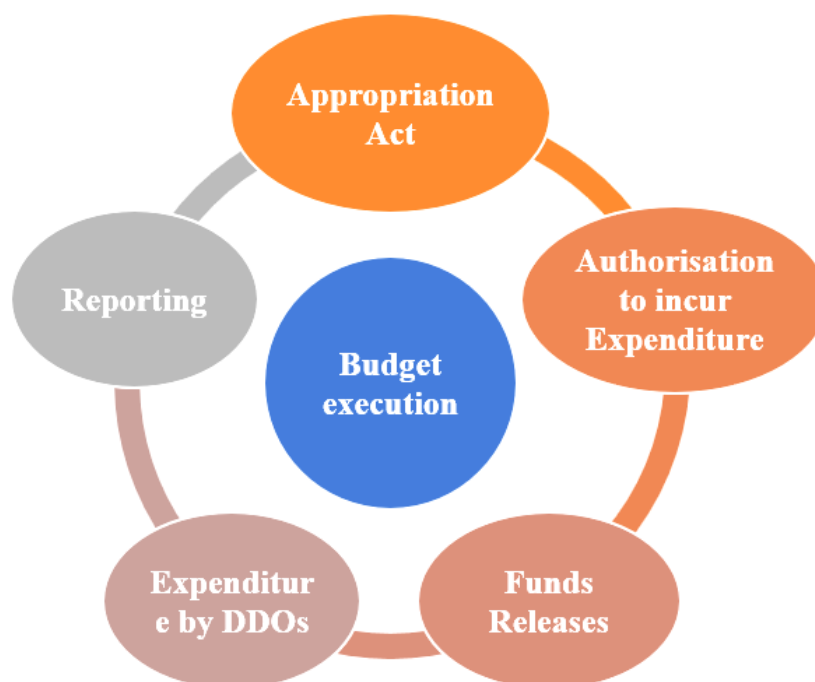 Appropriation
Act
Authorisation
to incur
Expenditure
Funds
Releases
Expenditur
e by DDOs
Reporting
Budget
execution